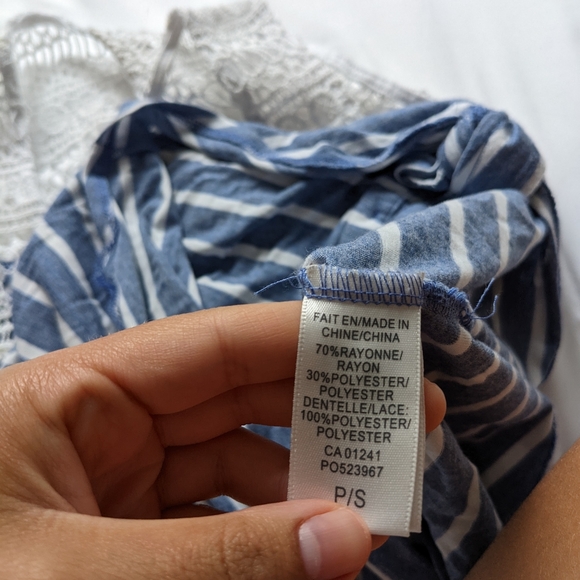 FAIT EN/MADE IN
CHINE/CHINA
70%RAYONNE/
RAYON
30%POLYESTER/
POLYESTER
DENTELLE/LACE:
100%POLYESTER/
POLYESTER
CA 01241
PO523967
P/S